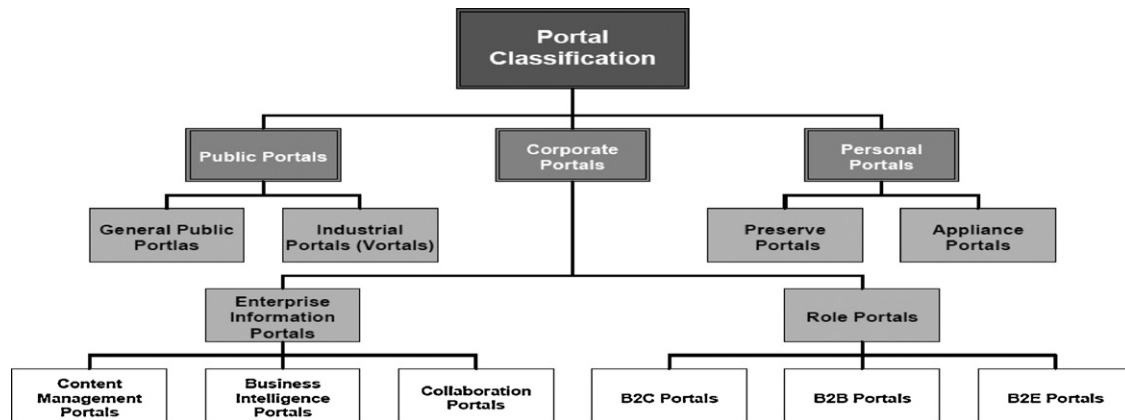 Portal
Classification
Public Portals
Corporate
Portals
Personal
Portals
General Public
Portlas
Industrial
Portals (Vortals)
Preserve
Portals
Appliance
Portals
Enterprise
Information
Portals
Role Portals
Content
Management
Portals
Business
Intelligence
Portals
Collaboration
Portals
B2C Portals
B2B Portals
B2E Portals